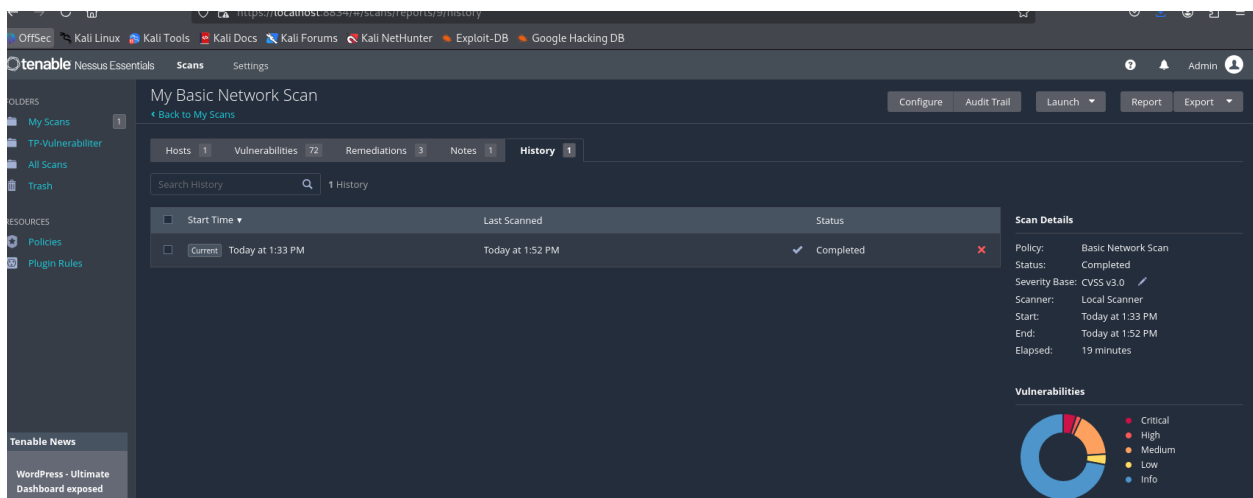 https://localhost:8834/#/scans/reports/9/history
OffSec Kali Linux Kali Tools Kali Docs Kali Forums Kali NetHunter Exploit-DB Google Hacking DB
tenable Nessus Essentials Scans Settings Admin
FOLDERS
My Scans 1
TP-Vulnerabiliter
All Scans
Trash
RESOURCES
Policies
Plugin Rules
Tenable News
WordPress - Ultimate
Dashboard exposed
My Basic Network Scan
Back to My Scans
Configure Audit Trail Launch Report Export
Hosts 1 Vulnerabilities 72 Remediations 3 Notes 1 History 1
Search History 1 History
Start Time Last Scanned Status
Current Today at 1:33 PM Today at 1:52 PM Completed
Scan Details
Policy: Basic Network Scan
Status: Completed
Severity Base: CVSS v3.0
Scanner: Local Scanner
Start: Today at 1:33 PM
End: Today at 1:52 PM
Elapsed: 19 minutes
Vulnerabilities
Critical
High
Medium
Low
Info